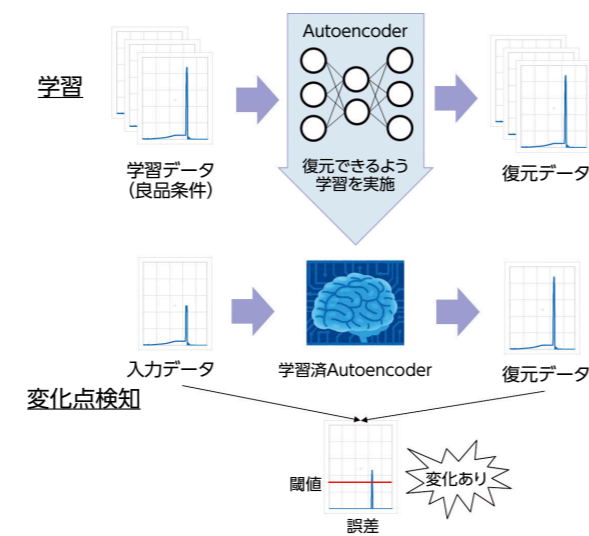 Autoencoder
学習
学習データ
(良品条件)
復元できるよう
学習を実施
復元データ
入力データ
学習済Autoencoder
復元データ
変化点検知
閾値
変化あり
誤差